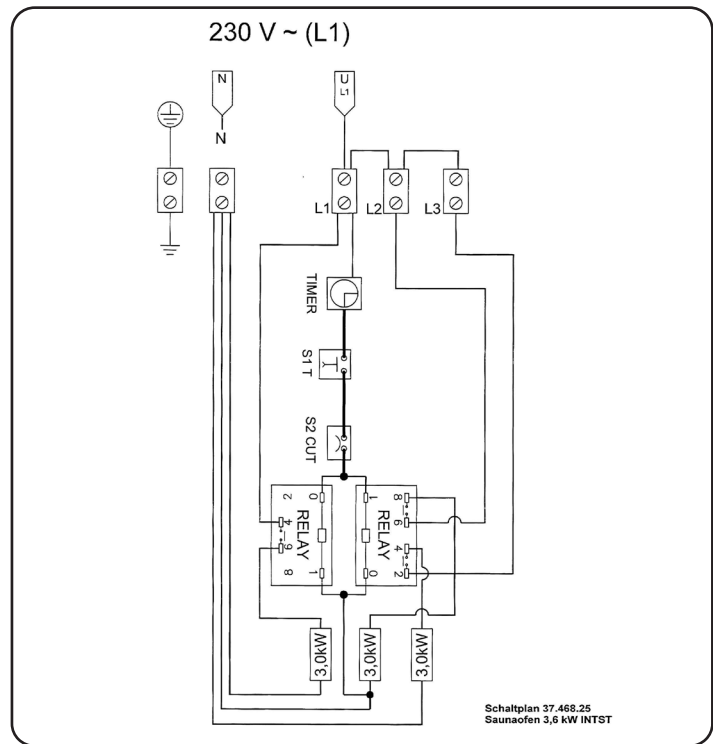 230 V ~ (L1)
N
U
L1
N
L1
L2
L3
TIMER
S1 T
S2 CUT
2
0
1
8
4
RELAY
RELAY
6
6
4
8
1
0
2
3,0kW
3,0kW
3,0kW
Schaltplan 37.468.25
Saunaofen 3,6 kW INTST